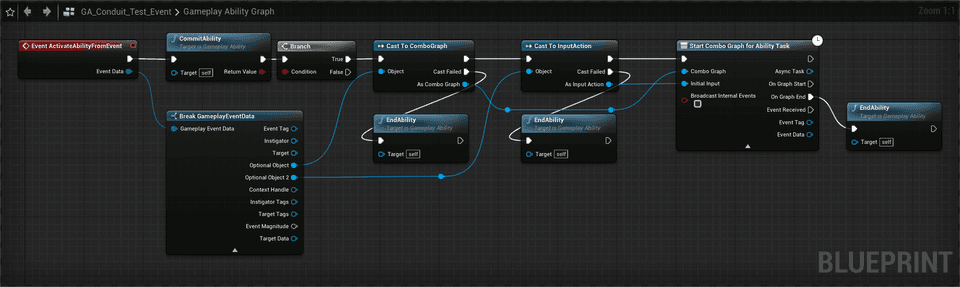 GA_Conduit_Test_Event > Gameplay Ability Graph
Zoom 1:1
Event ActivateAbilityFromEvent
Event Data
CommitAbility
Target is Gameplay Ability
Target self
Return Value
Branch
True
Condition
False
Cast To ComboGraph
Object
Cast Failed
As Combo Graph
Cast To InputAction
Object
Cast Failed
As Input Action
Start Combo Graph for Ability Task
Combo Graph
Async Task
Initial Input
On Graph Start
Broadcast Internal Events
On Graph End
Event Received
Event Tag
Event Data
EndAbility
Target is Gameplay Ability
Target self
Break GameplayEventData
Gameplay Event Data
Event Tag
Instigator
Target
Optional Object
Optional Object 2
Context Handle
Instigator Tags
Target Tags
Event Magnitude
Target Data
EndAbility
Target is Gameplay Ability
Target self
EndAbility
Target is Gameplay Ability
Target self
BLUEPRINT